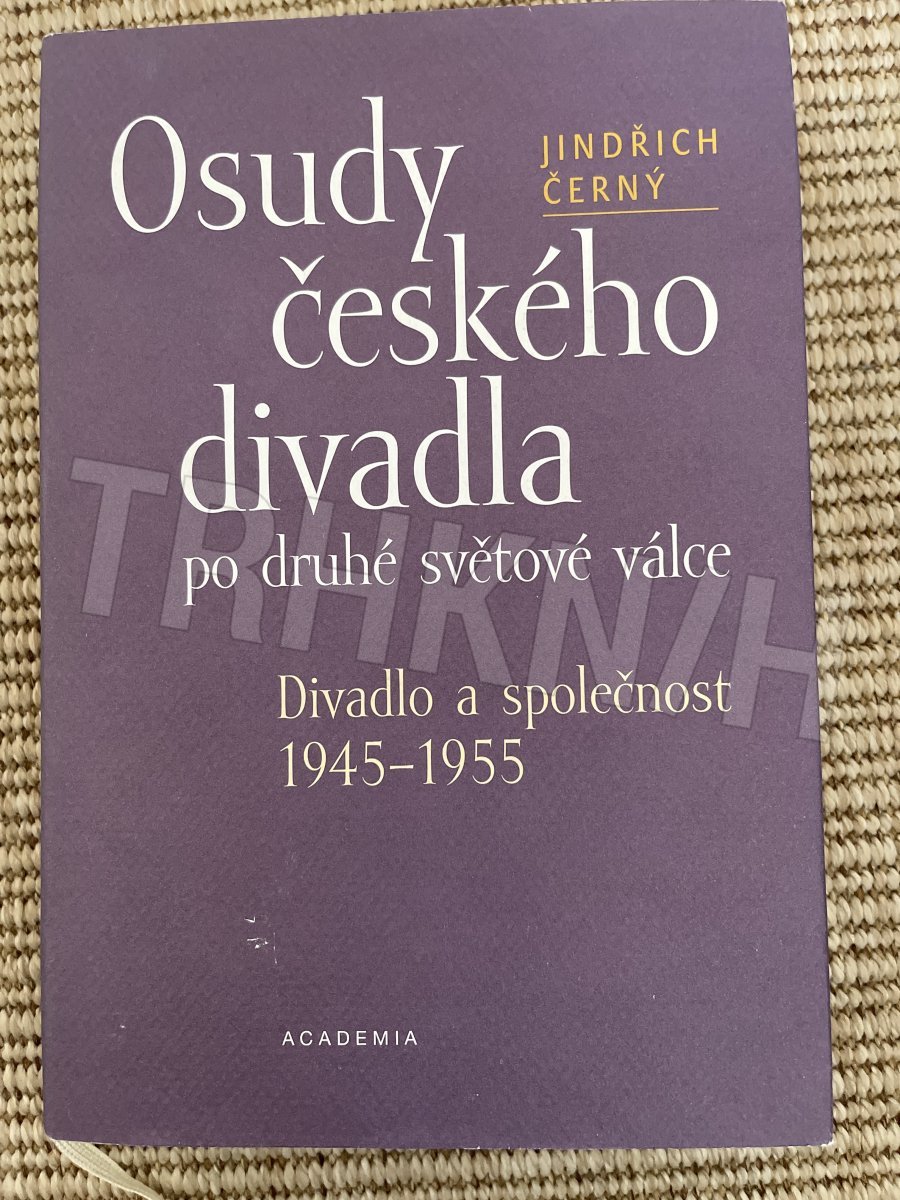 Osudy
českého
divadla
po druhé světové válce
JINDŘICH
ČERNÝ
Divadlo a společnost
1945–1955
ACADEMIA
TRHKNIH